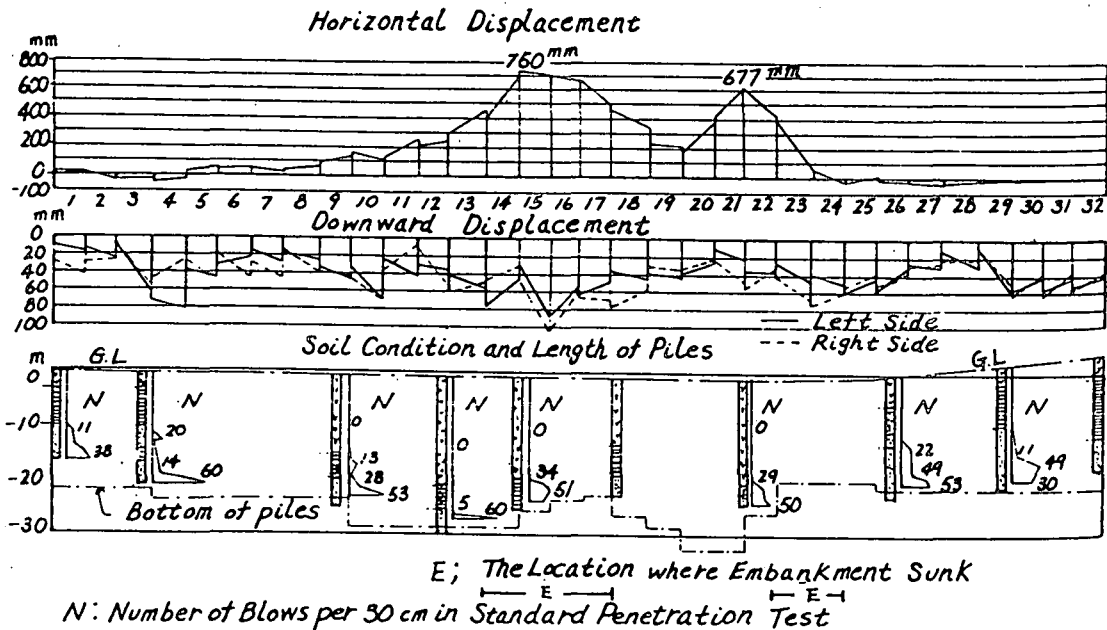 Horizontal Displacement
mm
800
600
400
200
0
-100
760 mm
677 mm
1 2 3 4 5 6 7 8 9 10 11 12 13 14 15 16 17 18 19 20 21 22 23 24 25 26 27 28 29 30 31 32
mm
Downward Displacement
0
20
40
60
80
100
Left Side
Right Side
Soil Condition and Length of Piles
m
G.L
G.L
0
-10
-20
-30
N N N N N N N N
11
38
20
14
60
0
13
28
53
0
5
60
0
34
51
0
29
50
22
49
53
11
49
30
Bottom of piles
E; The Location where Embankment Sunk
E E
N: Number of Blows per 30 cm in Standard Penetration Test